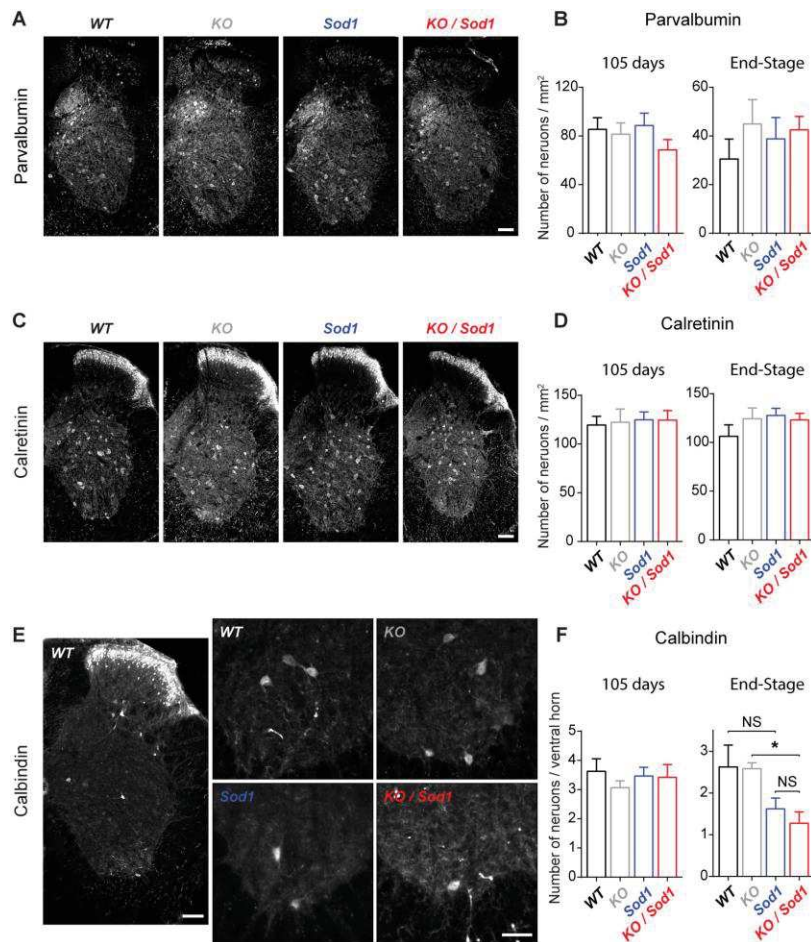 A
WT KO Sod1 KO / Sod1
Parvalbumin
B
Parvalbumin
105 days End-Stage
Number of neruons / mm2
120
80
40
0
60
40
20
0
WT KO Sod1 KO / Sod1
WT KO Sod1 KO / Sod1
C
WT KO Sod1 KO / Sod1
Calretinin
D
Calretinin
105 days End-Stage
Number of neruons / mm2
150
100
50
0
150
100
50
0
WT KO Sod1 KO / Sod1
WT KO Sod1 KO / Sod1
E
Calbindin
WT
WT
KO
Sod1
KO / Sod1
F
Calbindin
105 days End-Stage
Number of neruons / ventral horn
5
4
3
2
1
0
3
2
1
0
NS
*
NS
WT KO Sod1 KO / Sod1
WT KO Sod1 KO / Sod1